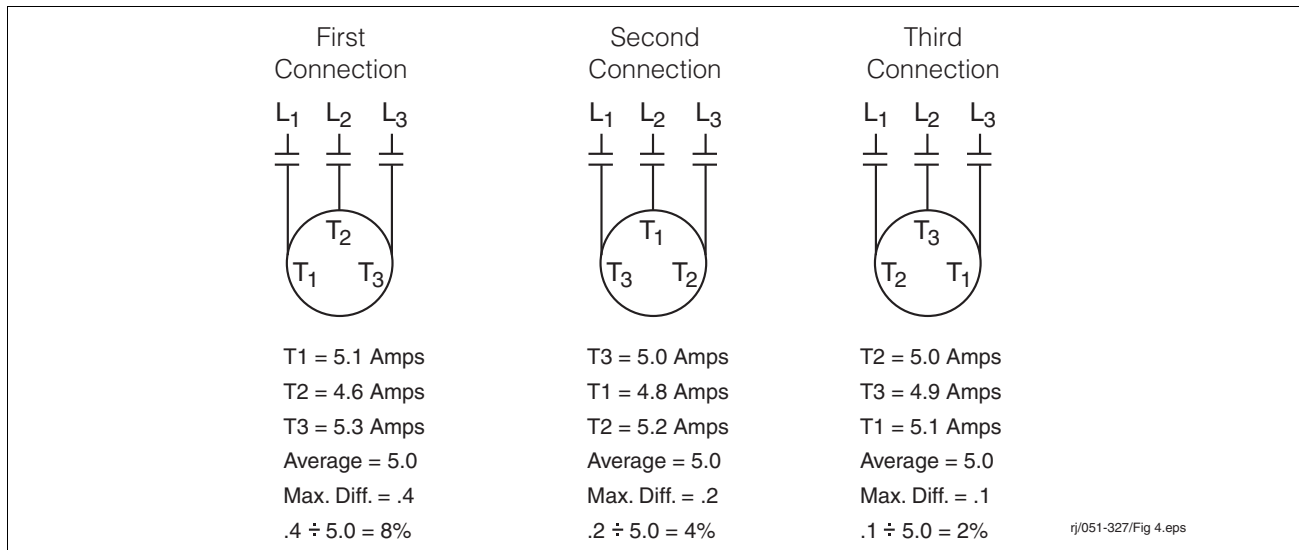 First
Connection
L1 L2 L3
T2
T1 T3
T1 = 5.1 Amps
T2 = 4.6 Amps
T3 = 5.3 Amps
Average = 5.0
Max. Diff. = .4
.4 ÷ 5.0 = 8%
Second
Connection
L1 L2 L3
T1
T3 T2
T3 = 5.0 Amps
T1 = 4.8 Amps
T2 = 5.2 Amps
Average = 5.0
Max. Diff. = .2
.2 ÷ 5.0 = 4%
Third
Connection
L1 L2 L3
T3
T2 T1
T2 = 5.0 Amps
T3 = 4.9 Amps
T1 = 5.1 Amps
Average = 5.0
Max. Diff. = .1
.1 ÷ 5.0 = 2%
rj/051-327/Fig 4.eps